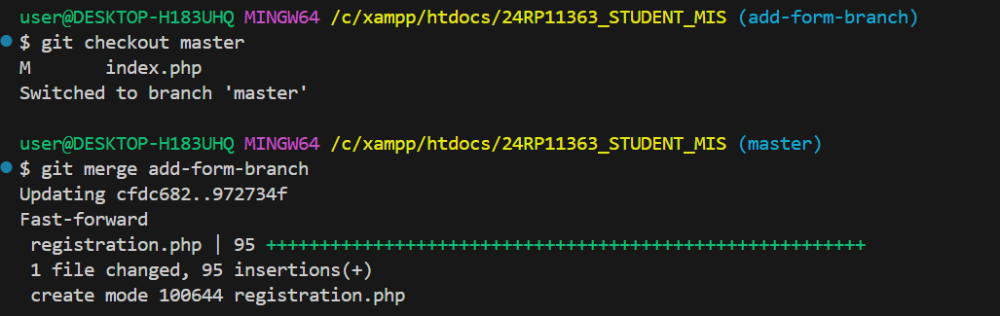 user@DESKTOP-H183UHQ MINGW64 /c/xampp/htdocs/24RP11363_STUDENT_MIS (add-form-branch)
$ git checkout master
M       index.php
Switched to branch 'master'
user@DESKTOP-H183UHQ MINGW64 /c/xampp/htdocs/24RP11363_STUDENT_MIS (master)
$ git merge add-form-branch
Updating cfdc682..972734f
Fast-forward
 registration.php | 95 ++++++++++++++++++++++++++++++++++++++++++++++++++++++++
 1 file changed, 95 insertions(+)
 create mode 100644 registration.php